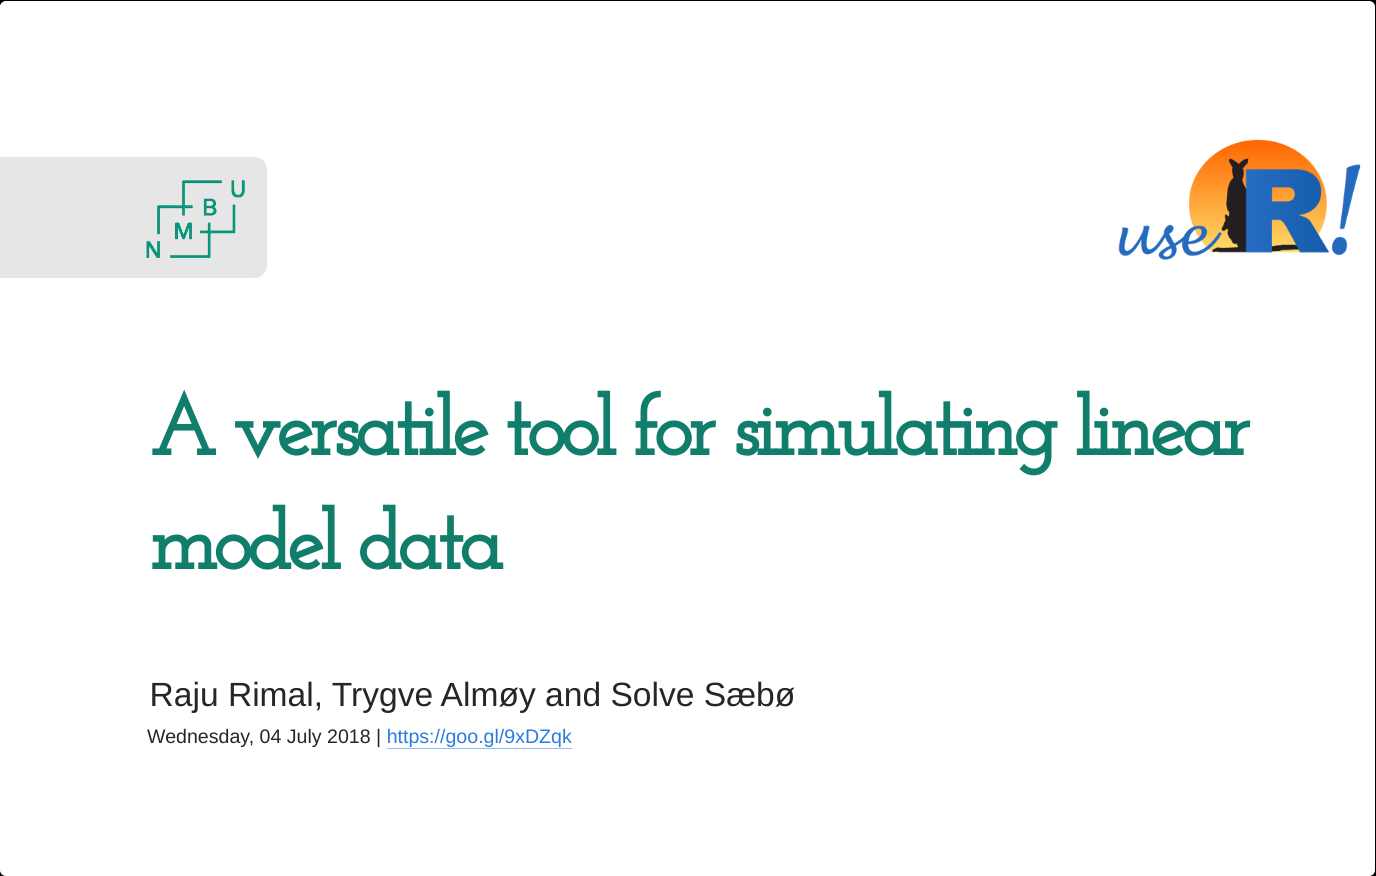 N M B U
use R!
A versatile tool for simulating linear
model data
Raju Rimal, Trygve Almøy and Solve Sæbø
Wednesday, 04 July 2018 | https://goo.gl/9xDZqk